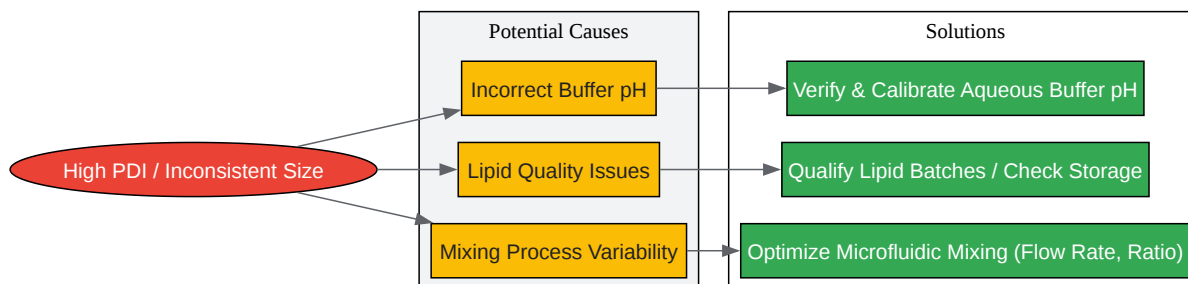 Potential Causes
Solutions
Incorrect Buffer pH
Verify & Calibrate Aqueous Buffer pH
High PDI / Inconsistent Size
Lipid Quality Issues
Qualify Lipid Batches / Check Storage
Mixing Process Variability
Optimize Microfluidic Mixing (Flow Rate, Ratio)